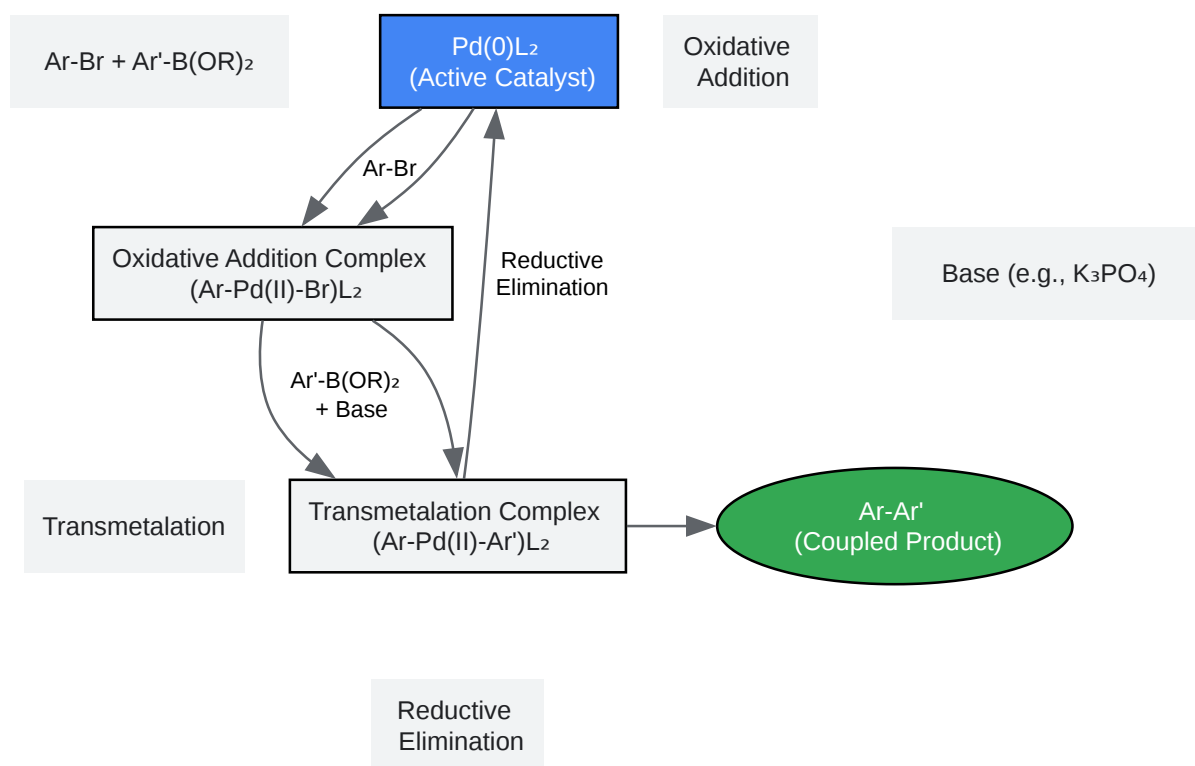 Ar-Br + Ar'-B(OR)₂
Pd(0)L₂
(Active Catalyst)
Oxidative
Addition
Ar-Br
Oxidative Addition Complex
(Ar-Pd(II)-Br)L₂
Reductive
Elimination
Base (e.g., K₃PO₄)
Ar'-B(OR)₂
+ Base
Transmetalation
Transmetalation Complex
(Ar-Pd(II)-Ar')L₂
Ar-Ar'
(Coupled Product)
Reductive
Elimination